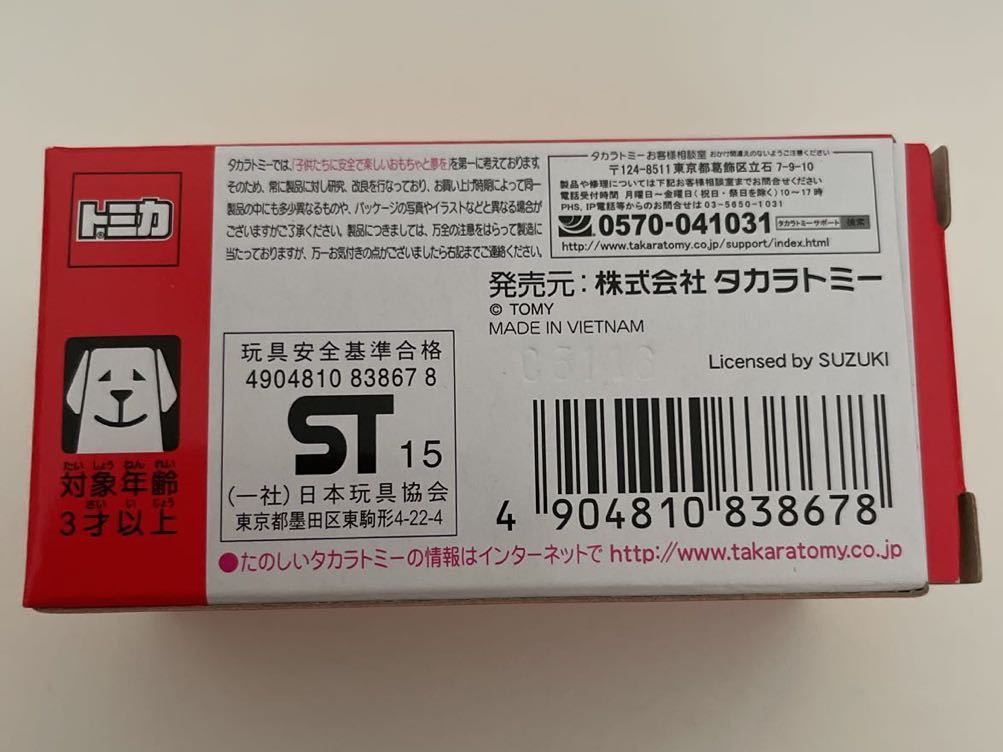 トミカ
®
タカラトミーでは、「子供たちに安全で楽しいおもちゃと夢を」を第一に考えております。
そのため、常に製品に対し研究、改良を行なっており、お買い上げ時期によって同一
製品の中にも多少異なるものや、パッケージの写真やイラストなどと異なる場合が
ございますがご了承ください。製品につきましては、万全の注意をはらって製造に
当たっておりますが、万一お気付きの点がございましたら右記までご連絡ください。
タカラトミーお客様相談室 おかけ間違えのないようご注意ください
〒124-8511 東京都葛飾区立石 7-9-10
製品や修理については下記お客様相談室までお問合せください
電話受付時間 月曜日〜金曜日(祝日・祭日を除く)10〜17時
PHS, IP電話等からのお問合せは 03-5650-1031
0570-041031
タカラトミーサポート 検索
http://www.takaratomy.co.jp/support/index.html
発売元：株式会社 タカラトミー
© TOMY
MADE IN VIETNAM
Licensed by SUZUKI
玩具安全基準合格
4904810 83867 8
ST 15
(一社)日本玩具協会
東京都墨田区東駒形4-22-4
たいしょうねんれい
対象年齢
さいいじょう
3才以上
4 904810 838678
●たのしいタカラトミーの情報はインターネットで http://www.takaratomy.co.jp